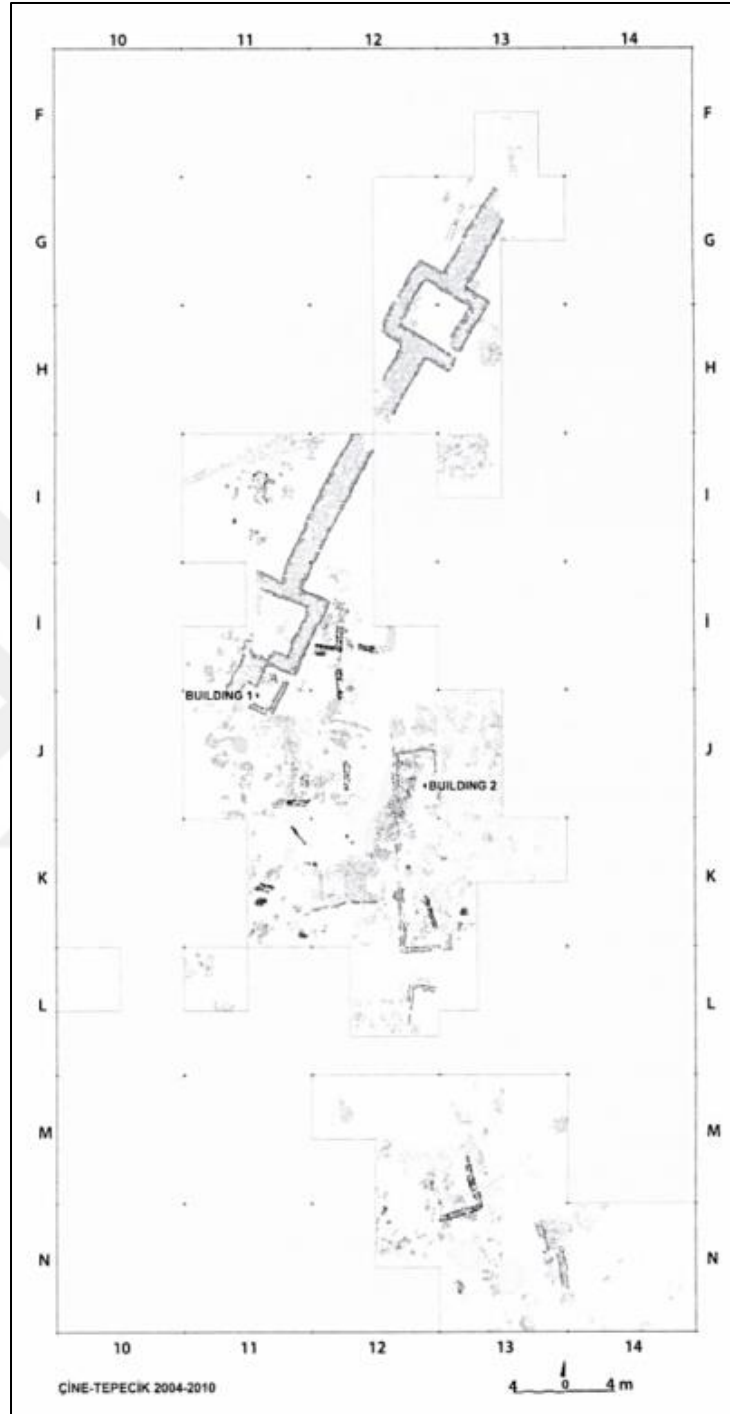 10 11 12 13 14
F F
G G
H H
I I
İ İ
BUILDING 1
J J
BUILDING 2
K K
L L
M M
N N
10 11 12 13 14
ÇİNE-TEPECİK 2004-2010
4 0 4 m